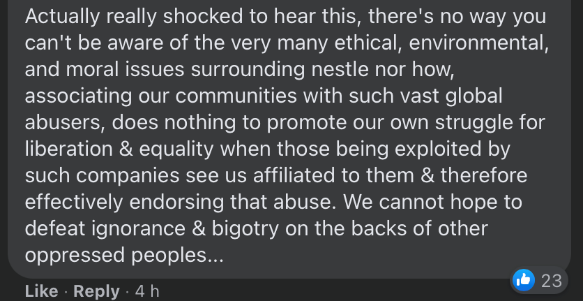 Actually really shocked to hear this, there's no way you
can't be aware of the very many ethical, environmental,
and moral issues surrounding nestle nor how,
associating our communities with such vast global
abusers, does nothing to promote our own struggle for
liberation & equality when those being exploited by
such companies see us affiliated to them & therefore
effectively endorsing that abuse. We cannot hope to
defeat ignorance & bigotry on the backs of other
oppressed peoples...
Like · Reply · 4 h
23